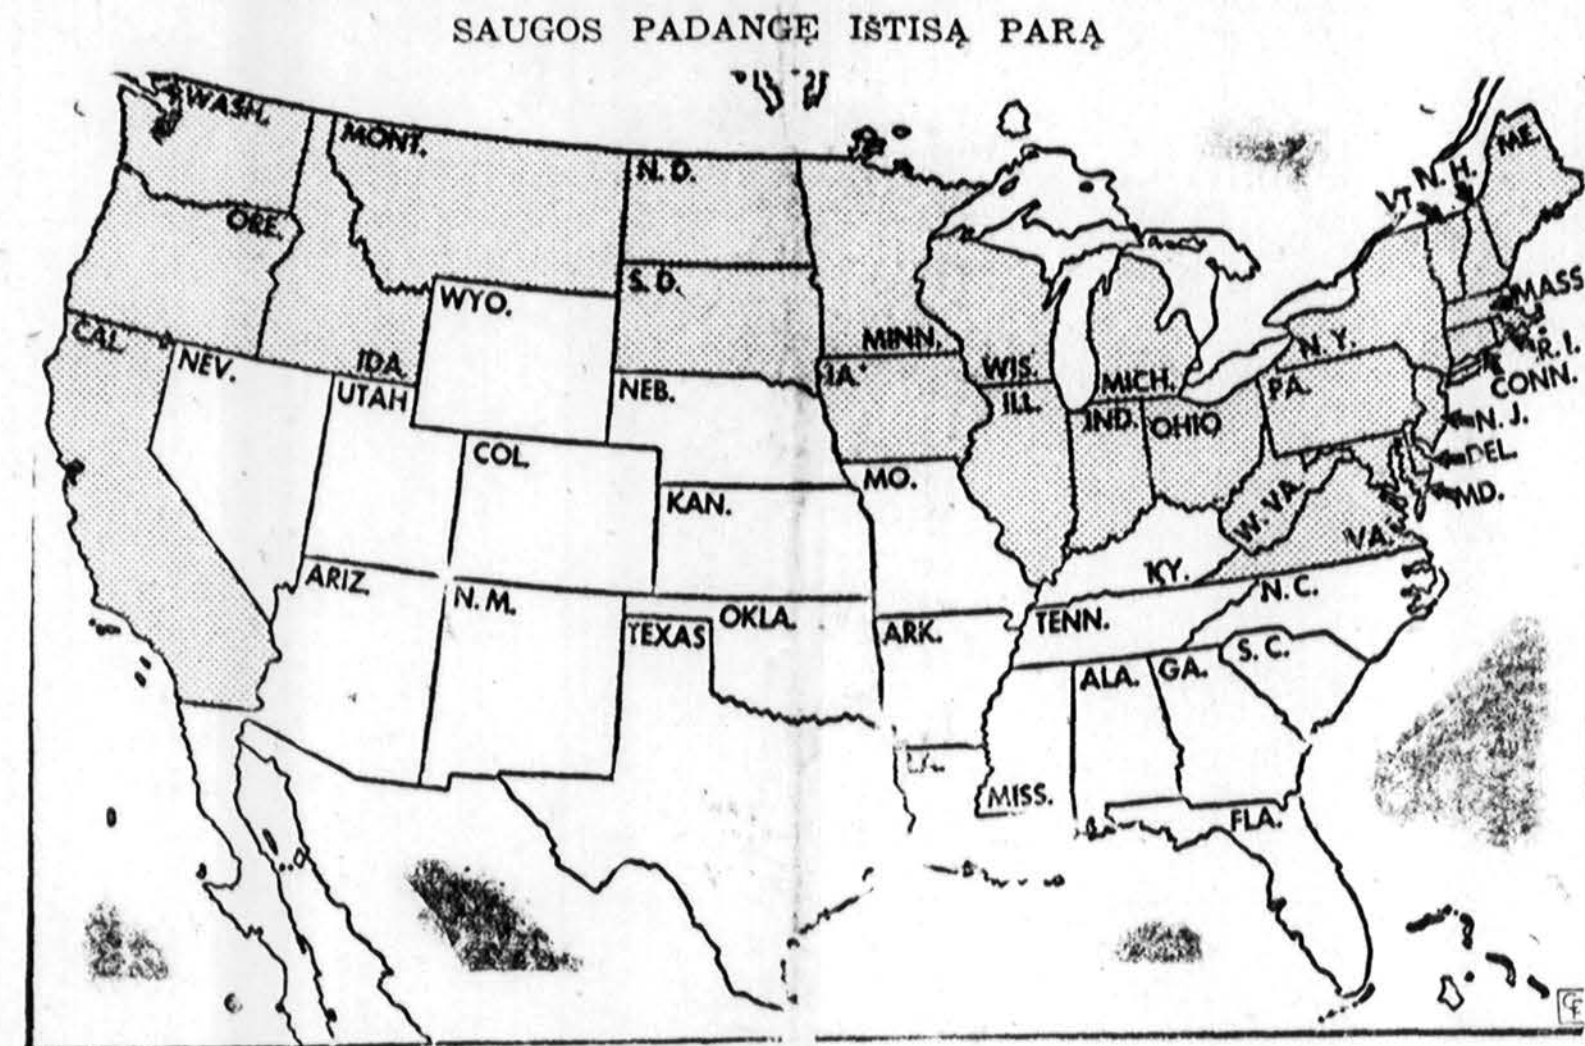 SAUGOS PADANGĘ IŠTISĄ PARĄ
WASH.
MONT.
N. D.
ME.
N. H.
VT.
ORE.
S. D.
WYO.
MASS.
CAL.
NEV.
IDA.
MINN.
WIS.
N. Y.
R. I.
UTAH
NEB.
IA.
ILL.
MICH.
PA.
CONN.
IND.
OHIO
N. J.
COL.
DEL.
KAN.
MO.
W. VA.
MD.
VA.
ARIZ.
N. M.
KY.
N. C.
TEXAS
OKLA.
ARK.
TENN.
S. C.
ALA.
GA.
MISS.
FLA.